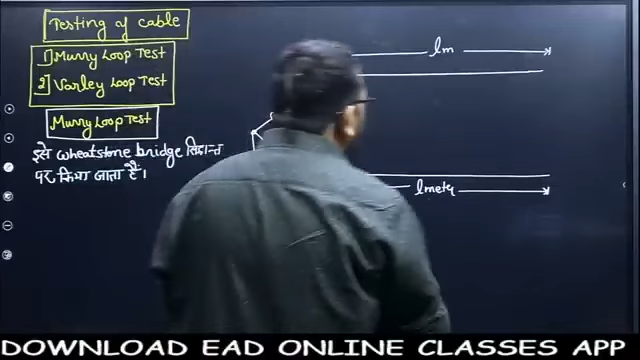 Testing of cable
1) Murry Loop Test
2) Varley Loop Test
Murry Loop Test
इसे wheatstone bridge सिद्धान्त
पर किया जाता है।
lm
lmeter
DOWNLOAD EAD ONLINE CLASSES APP